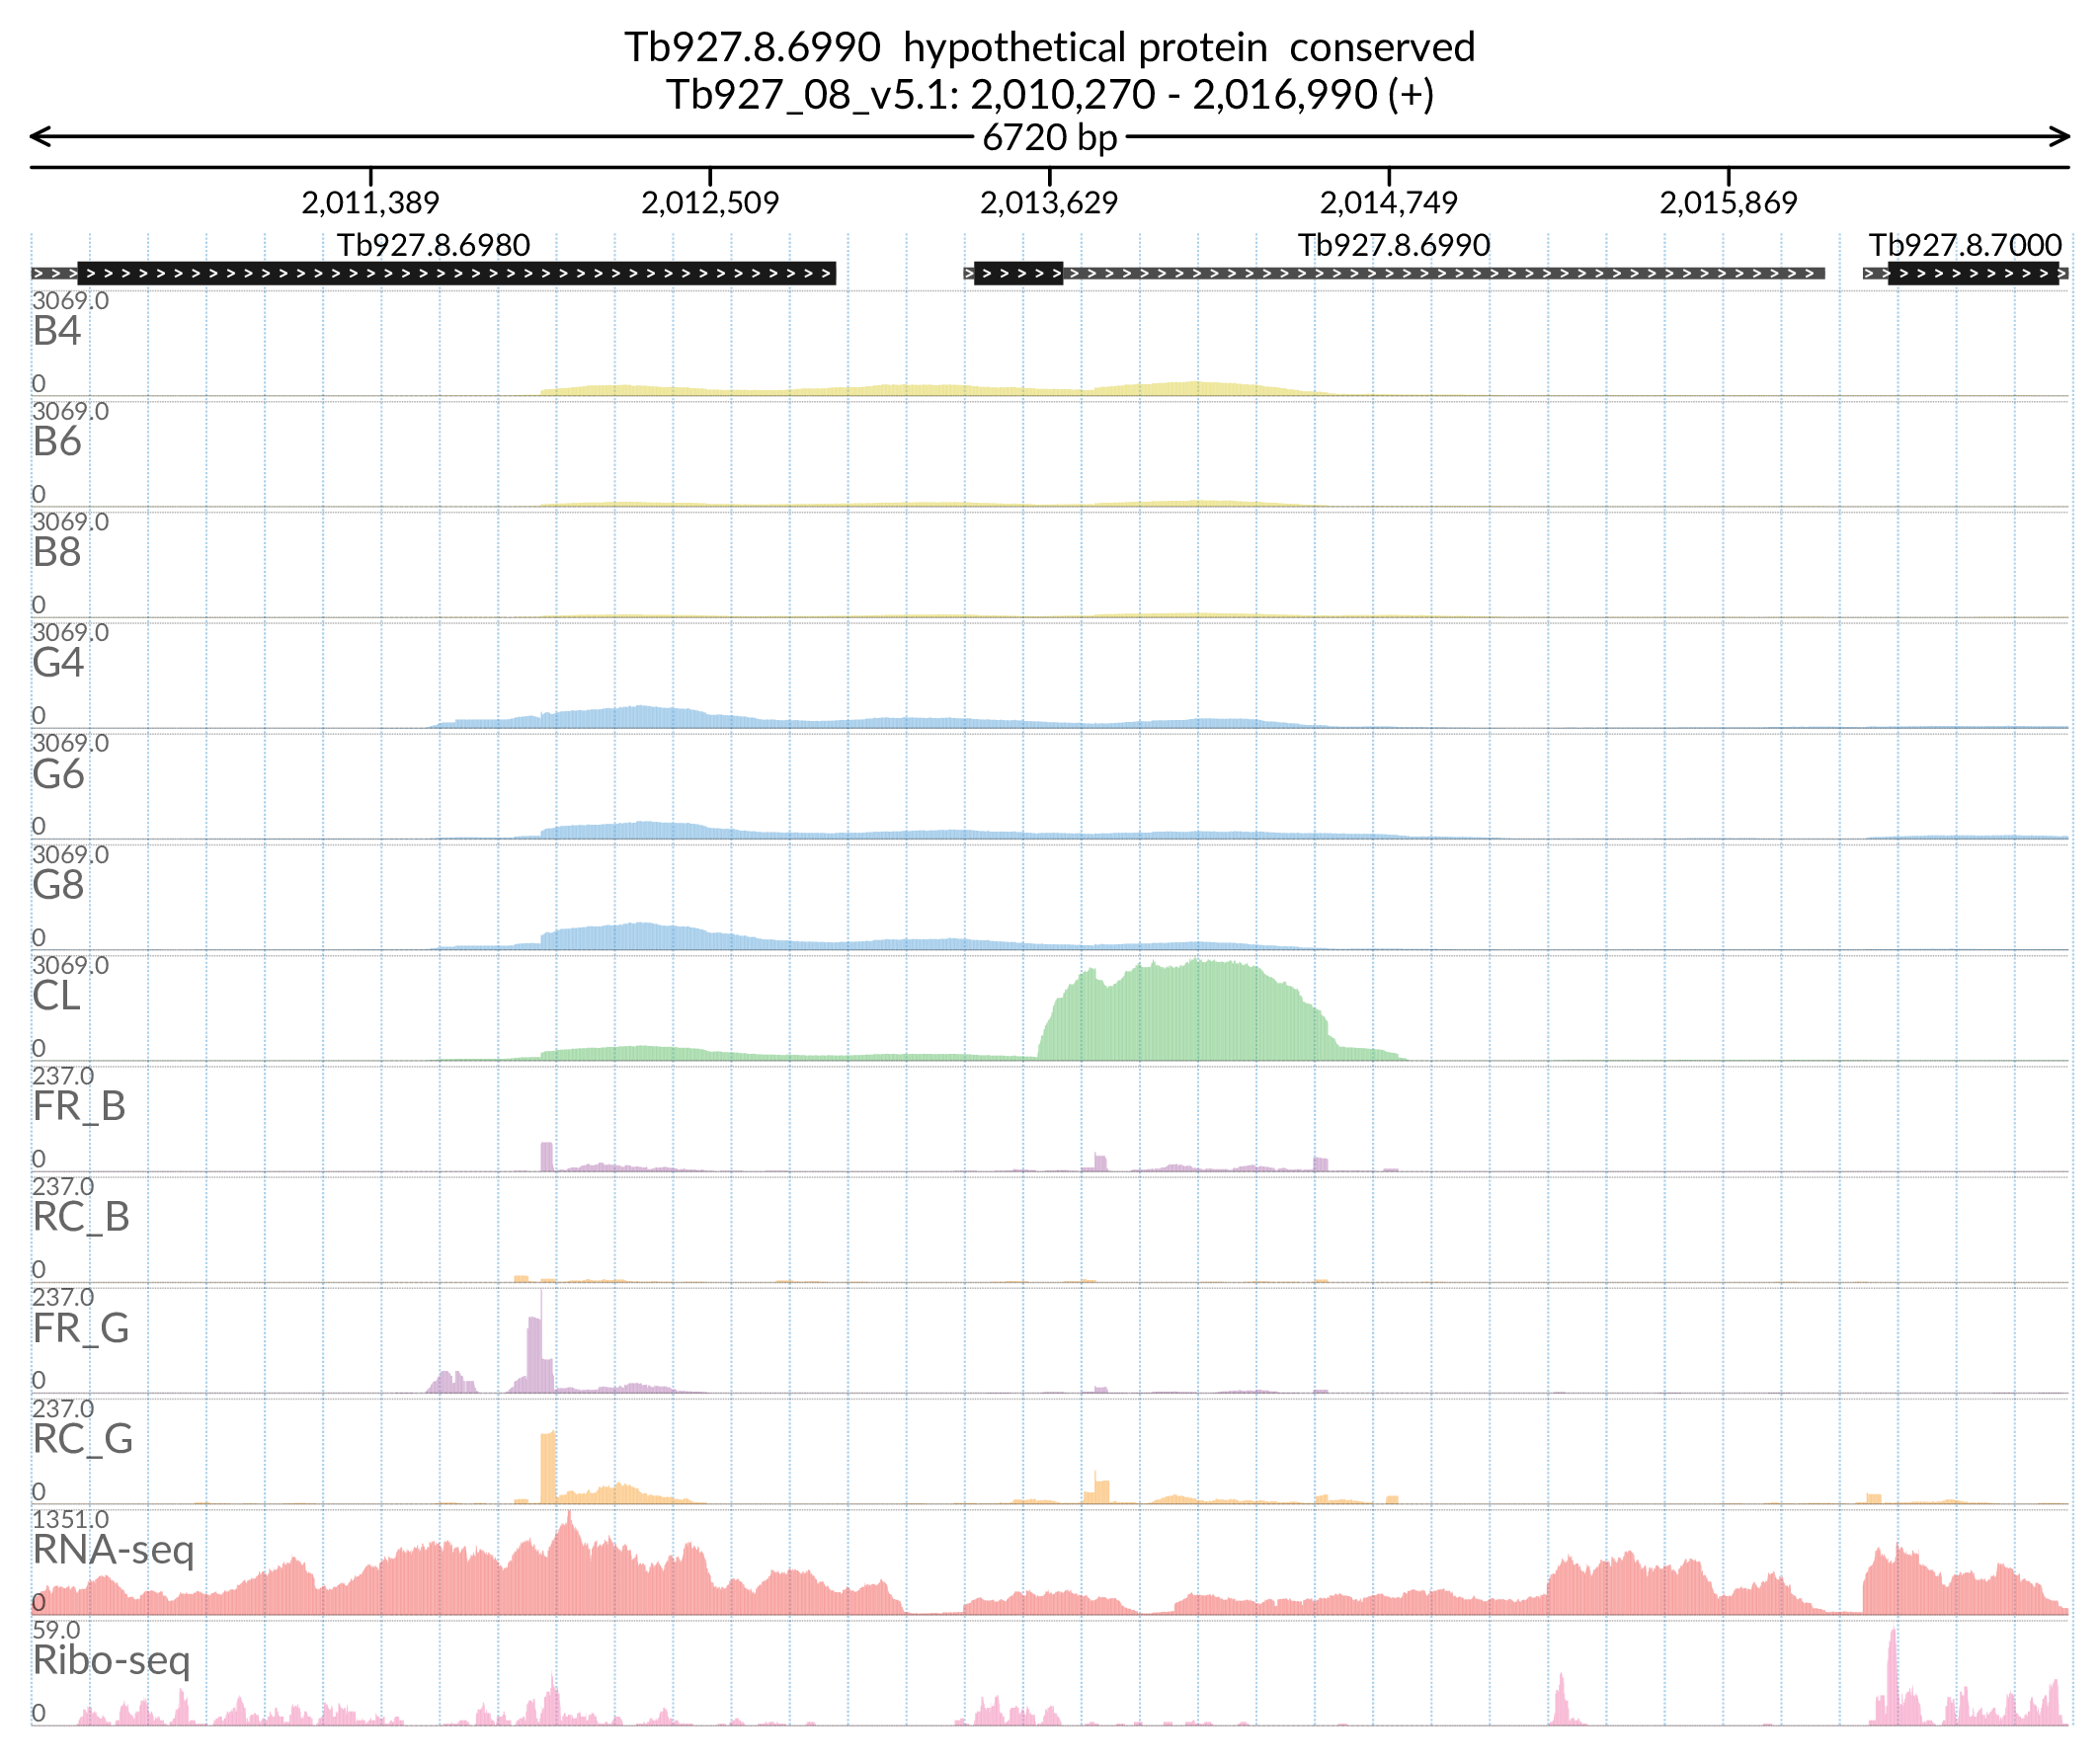 Tb927.8.6990  hypothetical protein  conserved
Tb927_08_v5.1: 2,010,270 - 2,016,990 (+)
6720 bp
2,011,389 2,012,509 2,013,629 2,014,749 2,015,869
Tb927.8.6980 Tb927.8.6990 Tb927.8.7000
3069.0
B4
0
3069.0
B6
0
3069.0
B8
0
3069.0
G4
0
3069.0
G6
0
3069.0
G8
0
3069.0
CL
0
237.0
FR_B
0
237.0
RC_B
0
237.0
FR_G
0
237.0
RC_G
0
1351.0
RNA-seq
0
59.0
Ribo-seq
0